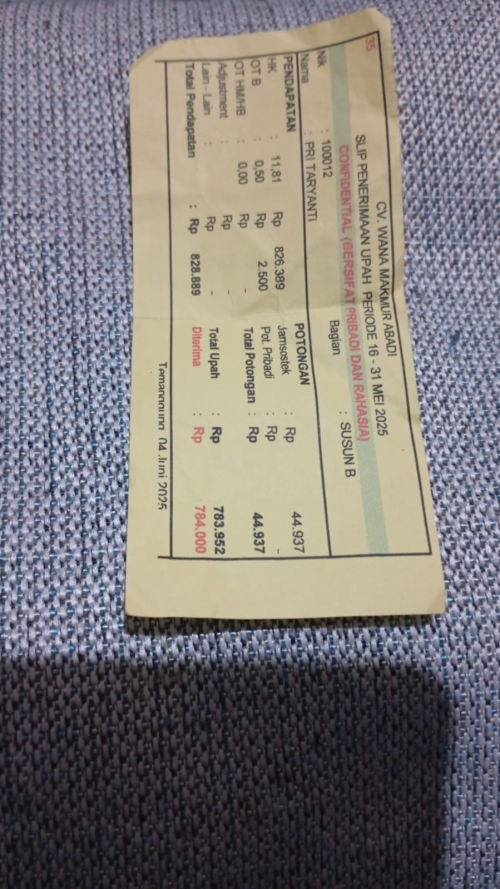 35
CV. WANA MAKMUR ABADI
SLIP PENERIMAAN UPAH PERIODE 16 - 31 MEI 2025
CONFIDENTIAL (BERSIFAT PRIBADI DAN RAHASIA)
Nik : 100012 Bagian : SUSUN B
Nama : PRI TARYANTI
PENDAPATAN POTONGAN
HK : 11,81 Rp 826.389 Jamsostek : Rp 44.937
OT B : 0,50 Rp 2.500 Pot. Pribadi : Rp -
OT HM/HB : 0,00 Rp - Total Potongan : Rp 44.937
Adjustment : Rp -
Lain - Lain : Rp - Total Upah : Rp 783.952
Total Pendapatan : Rp 828.889 Diterima : Rp 784.000
Temanggung, 04 Juni 2025